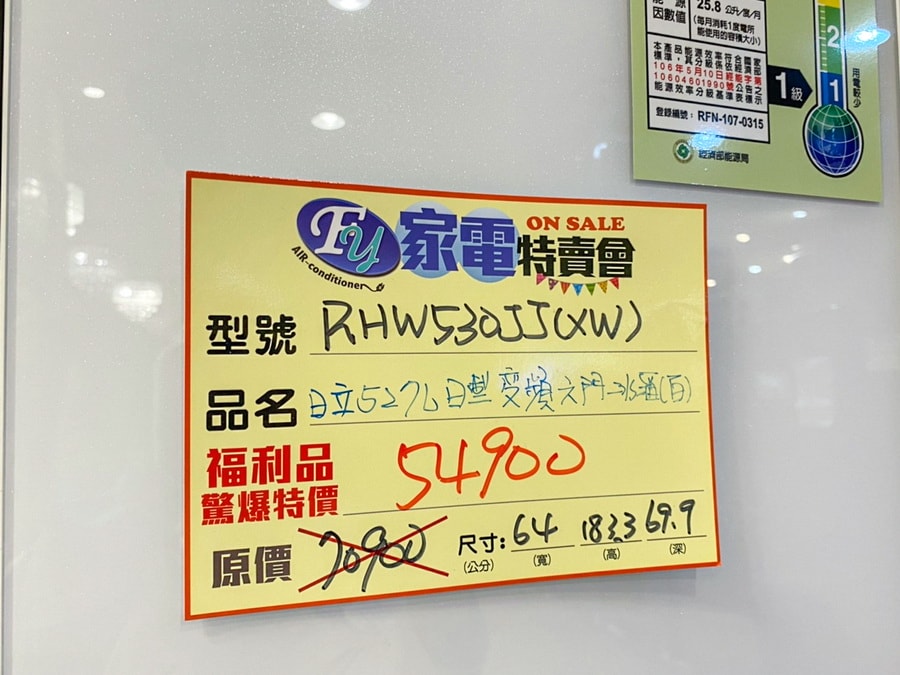 能源
因數值
25.8 公升/度/月
(每月消耗1度電所
能使用的容積大小)
本產品能源效率符合國家
標準,其分級係依經濟部
106年5月10日經能字第
10604601990號公告之
能源效率分級基準表標示
登錄編號：RFN-107-0315
經濟部能源局
2
1級
1
用電較少
Fy
AIR-conditioner
家電
ON SALE
特賣會
型號 RHW530JJ(XW)
品名 日立527L日型變頻六門冰箱(白)
福利品 54900
驚爆特價
原價 70900
尺寸: 64 183.3 69.9
(公分) (寬) (高) (深)